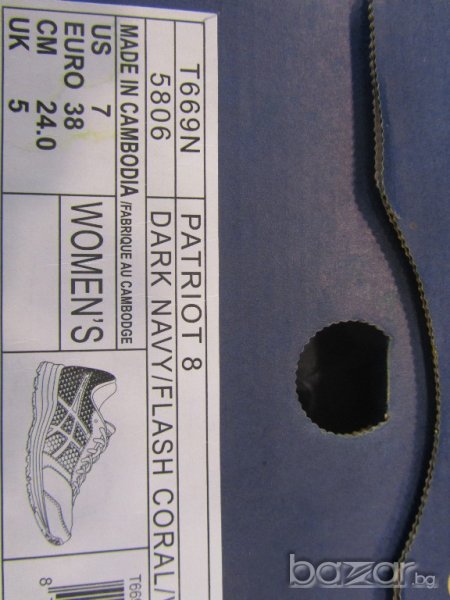 T669N PATRIOT 8
5806 DARK NAVY/FLASH CORAL/
MADE IN CAMBODIA /FABRIQUE AU CAMBODGE
US 7
EURO 38
CM 24.0
UK 5
WOMEN'S
bazar.bg